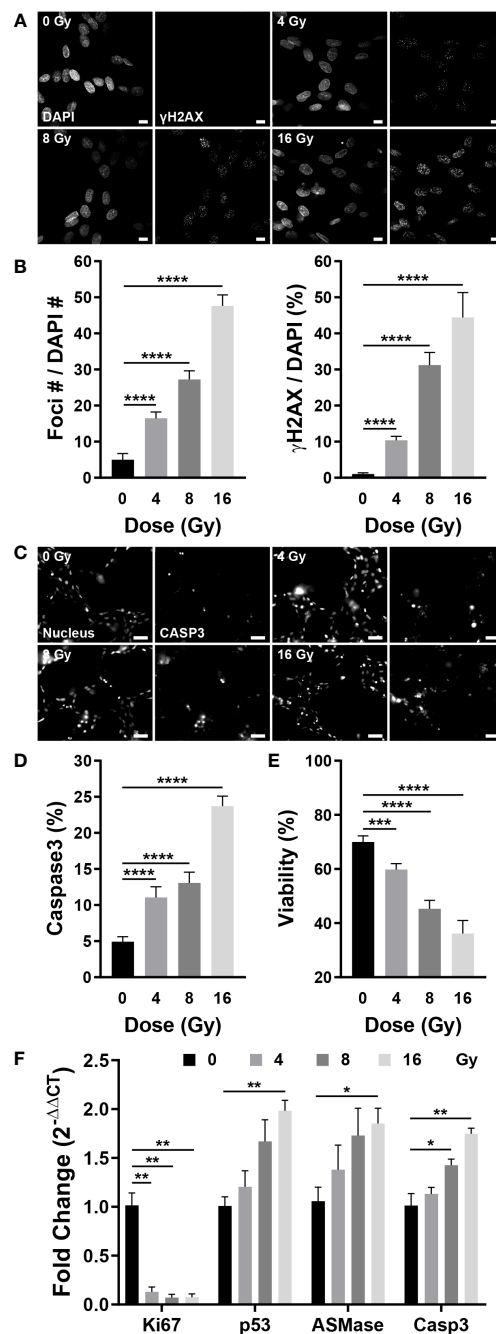 A
0 Gy
4 Gy
DAPI
γH2AX
8 Gy
16 Gy
B
Foci # / DAPI #
60
50
40
30
20
10
0
****
****
****
0 4 8 16
Dose (Gy)
γH2AX / DAPI (%)
60
50
40
30
20
10
0
****
****
****
0 4 8 16
Dose (Gy)
C
0 Gy
4 Gy
Nucleus
CASP3
8 Gy
16 Gy
D
Caspase3 (%)
25
20
15
10
5
0
****
****
****
0 4 8 16
Dose (Gy)
E
Viability (%)
100
80
60
40
20
****
****
***
0 4 8 16
Dose (Gy)
F
Fold Change (2^-ΔΔCT)
2.5
2.0
1.5
1.0
0.5
0.0
0 4 8 16 Gy
**
**
**
**
*
**
*
Ki67 p53 ASMase Casp3